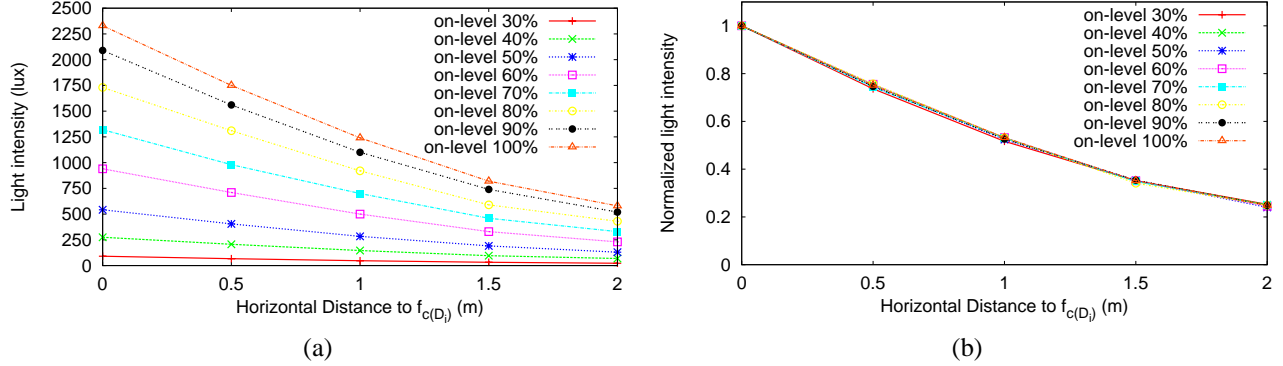 2500
2250
2000
1750
1500
1250
1000
750
500
250
0
Light intensity (lux)
on-level 30%
on-level 40%
on-level 50%
on-level 60%
on-level 70%
on-level 80%
on-level 90%
on-level 100%
0 0.5 1 1.5 2
Horizontal Distance to f_{c(D_i)} (m)
(a)
1
0.8
0.6
0.4
0.2
0
Normalized light intensity
on-level 30%
on-level 40%
on-level 50%
on-level 60%
on-level 70%
on-level 80%
on-level 90%
on-level 100%
0 0.5 1 1.5 2
Horizontal Distance to f_{c(D_i)} (m)
(b)